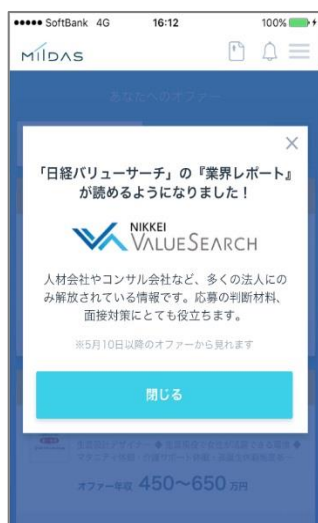 SoftBank 4G 16:12 100%
MIIDAS
あなたへのオファー
「日経バリューサーチ」の『業界レポート』
が読めるようになりました！
NIKKEI
VALUESEARCH
人材会社やコンサル会社など、多くの法人にの
み解放されている情報です。応募の判断材料、
面接対策にとても役立ちます。
※5月10日以降のオファーから見れます
閉じる
オファー年収 450〜650 万円